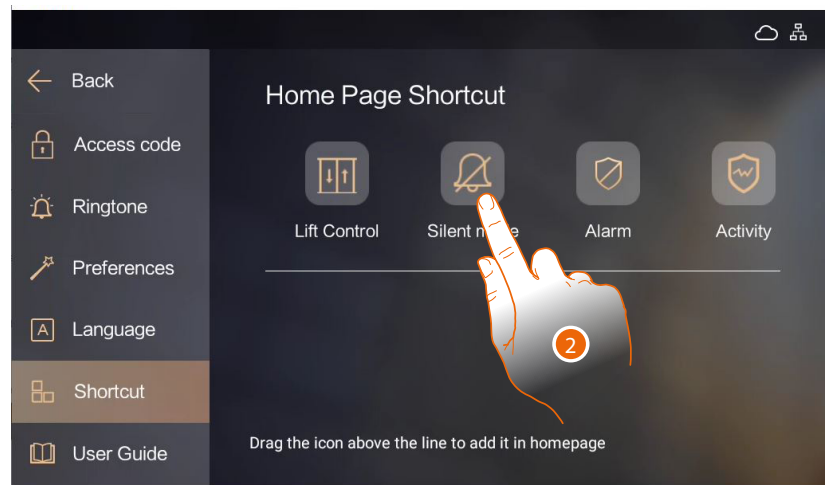 Back
Access code
Ringtone
Preferences
A Language
Shortcut
User Guide
Home Page Shortcut
Lift Control
Silent
Alarm
Activity
2
Drag the icon above the line to add it in homepage